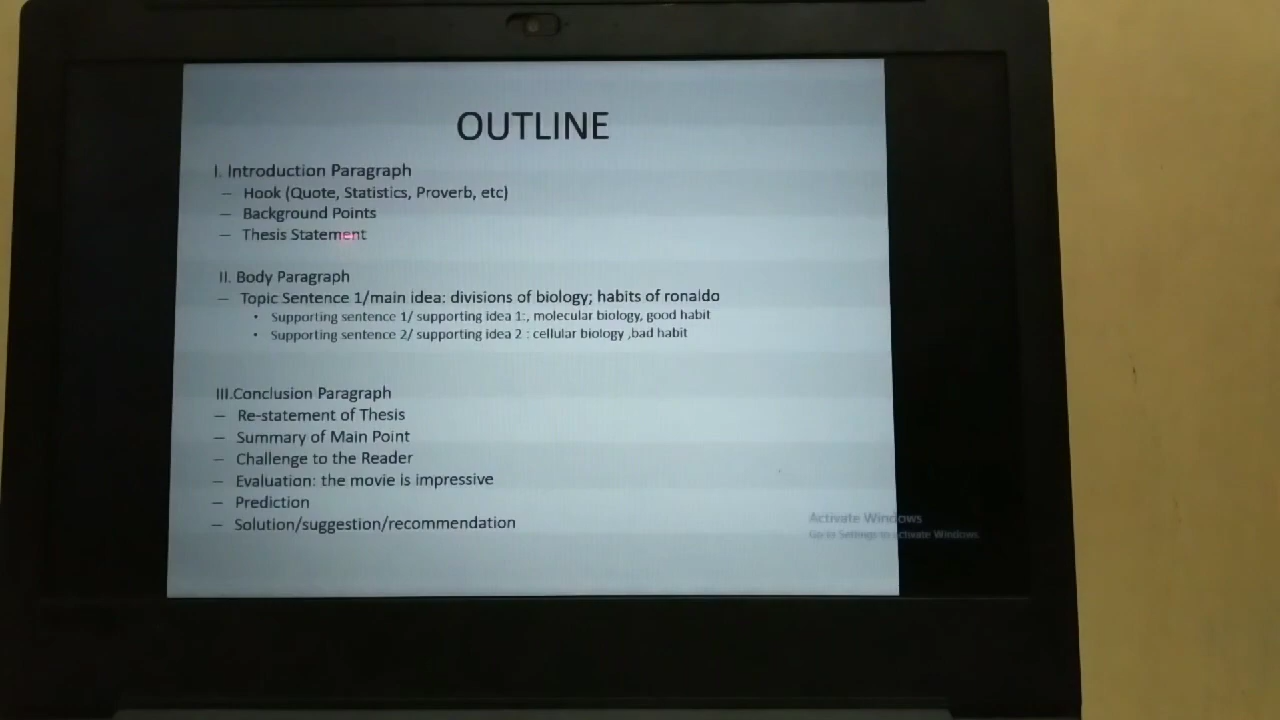 OUTLINE
I. Introduction Paragraph
– Hook (Quote, Statistics, Proverb, etc)
– Background Points
– Thesis Statement
II. Body Paragraph
– Topic Sentence 1/main idea: divisions of biology; habits of ronaldo
• Supporting sentence 1/ supporting idea 1:, molecular biology, good habit
• Supporting sentence 2/ supporting idea 2 : cellular biology ,bad habit
III.Conclusion Paragraph
– Re-statement of Thesis
– Summary of Main Point
– Challenge to the Reader
– Evaluation: the movie is impressive
– Prediction
– Solution/suggestion/recommendation
Activate Windows
Go to Settings to activate Windows.